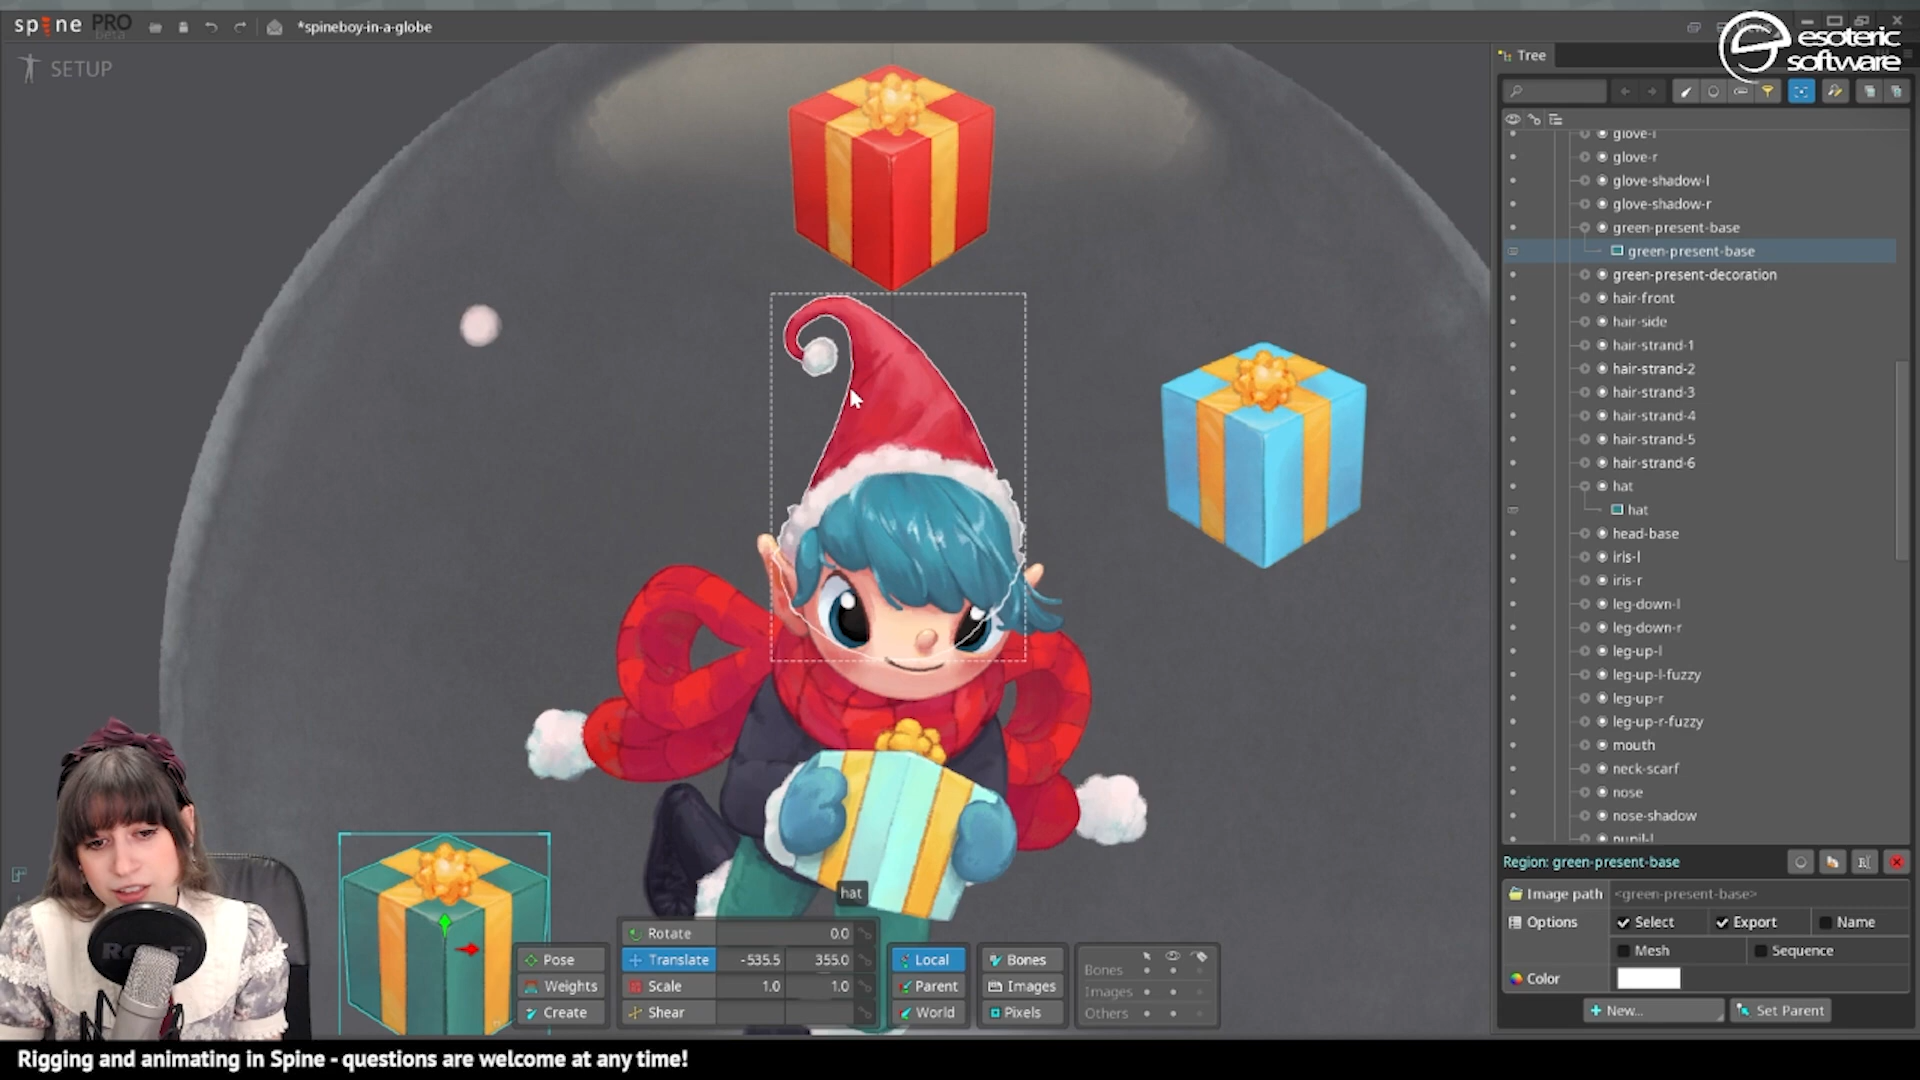 spine PRO
beta
*spineboy-in-a-globe
SETUP
esoteric
software
Tree
glove-l
glove-r
glove-shadow-l
glove-shadow-r
green-present-base
green-present-base
green-present-decoration
hair-front
hair-side
hair-strand-1
hair-strand-2
hair-strand-3
hair-strand-4
hair-strand-5
hair-strand-6
hat
hat
head-base
iris-l
iris-r
leg-down-l
leg-down-r
leg-up-l
leg-up-l-fuzzy
leg-up-r
leg-up-r-fuzzy
mouth
neck-scarf
nose
nose-shadow
pupil-l
Region: green-present-base
Image path <green-present-base>
Options Select Export Name
Mesh Sequence
Color
New... Set Parent
hat
Pose
Weights
Create
Rotate 0.0
Translate -535.5 355.0
Scale 1.0 1.0
Shear
Local
Parent
World
Bones
Images
Pixels
Bones
Images
Others
Rigging and animating in Spine - questions are welcome at any time!